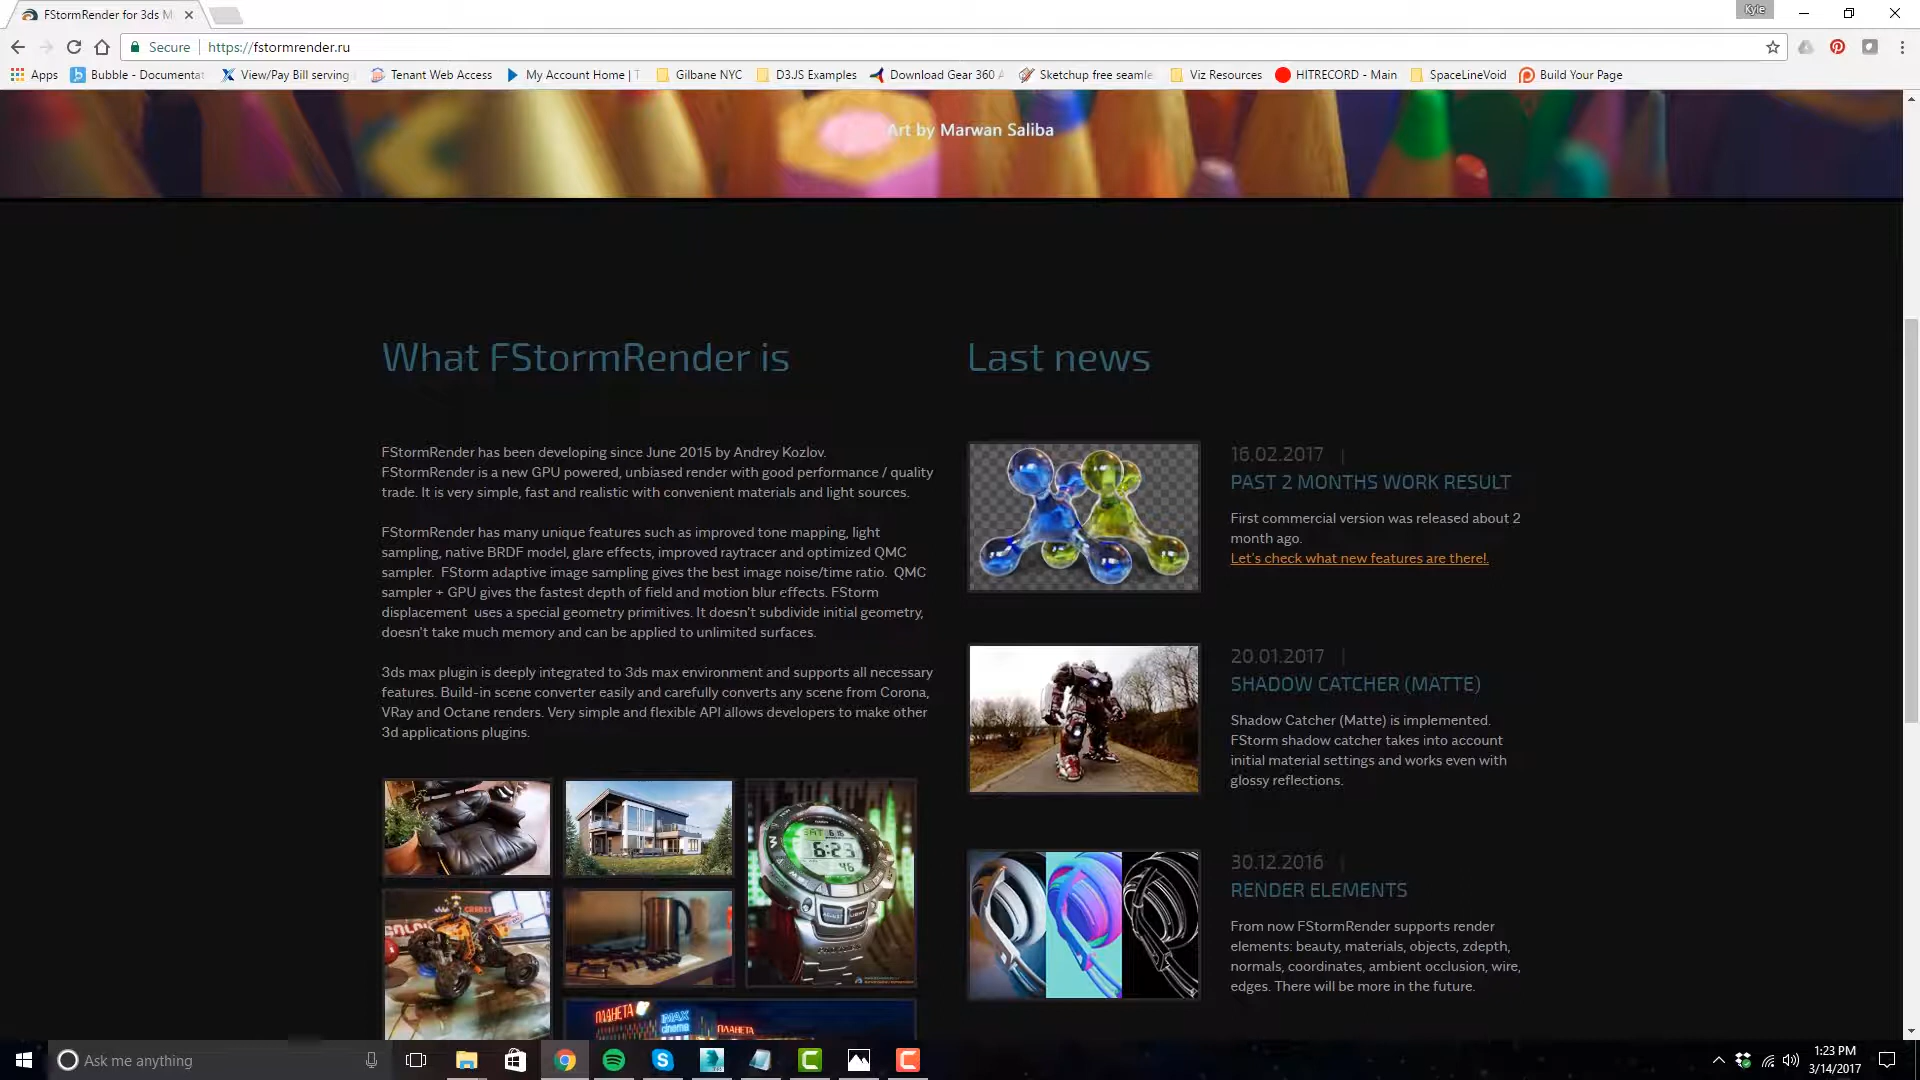 FStormRender for 3ds M
Kyle
Secure
https://fstormrender.ru
Apps
Bubble - Documentat
View/Pay Bill serving
Tenant Web Access
My Account Home | T
Gilbane NYC
D3.JS Examples
Download Gear 360
Sketchup free seamle
Viz Resources
HITRECORD - Main
SpaceLineVoid
Build Your Page
Art by Marwan Saliba
What FStormRender is
FStormRender has been developing since June 2015 by Andrey Kozlov.
FStormRender is a new GPU powered, unbiased render with good performance / quality
trade. It is very simple, fast and realistic with convenient materials and light sources.
FStormRender has many unique features such as improved tone mapping, light
sampling, native BRDF model, glare effects, improved raytracer and optimized QMC
sampler. FStorm adaptive image sampling gives the best image noise/time ratio. QMC
sampler + GPU gives the fastest depth of field and motion blur effects. FStorm
displacement uses a special geometry primitives. It doesn't subdivide initial geometry,
doesn't take much memory and can be applied to unlimited surfaces.
3ds max plugin is deeply integrated to 3ds max environment and supports all necessary
features. Build-in scene converter easily and carefully converts any scene from Corona,
VRay and Octane renders. Very simple and flexible API allows developers to make other
3d applications plugins.
SAT 6-16
6:23
46
ADJUST
LIGHT
ПЛАНЕТА
IMAX
cinema
ПЛАНЕТА
Last news
16.02.2017 |
PAST 2 MONTHS WORK RESULT
First commercial version was released about 2
month ago.
Let's check what new features are there!.
20.01.2017 |
SHADOW CATCHER (MATTE)
Shadow Catcher (Matte) is implemented.
FStorm shadow catcher takes into account
initial material settings and works even with
glossy reflections.
30.12.2016 |
RENDER ELEMENTS
From now FStormRender supports render
elements: beauty, materials, objects, zdepth,
normals, coordinates, ambient occlusion, wire,
edges. There will be more in the future.
Ask me anything
1:23 PM
3/14/2017